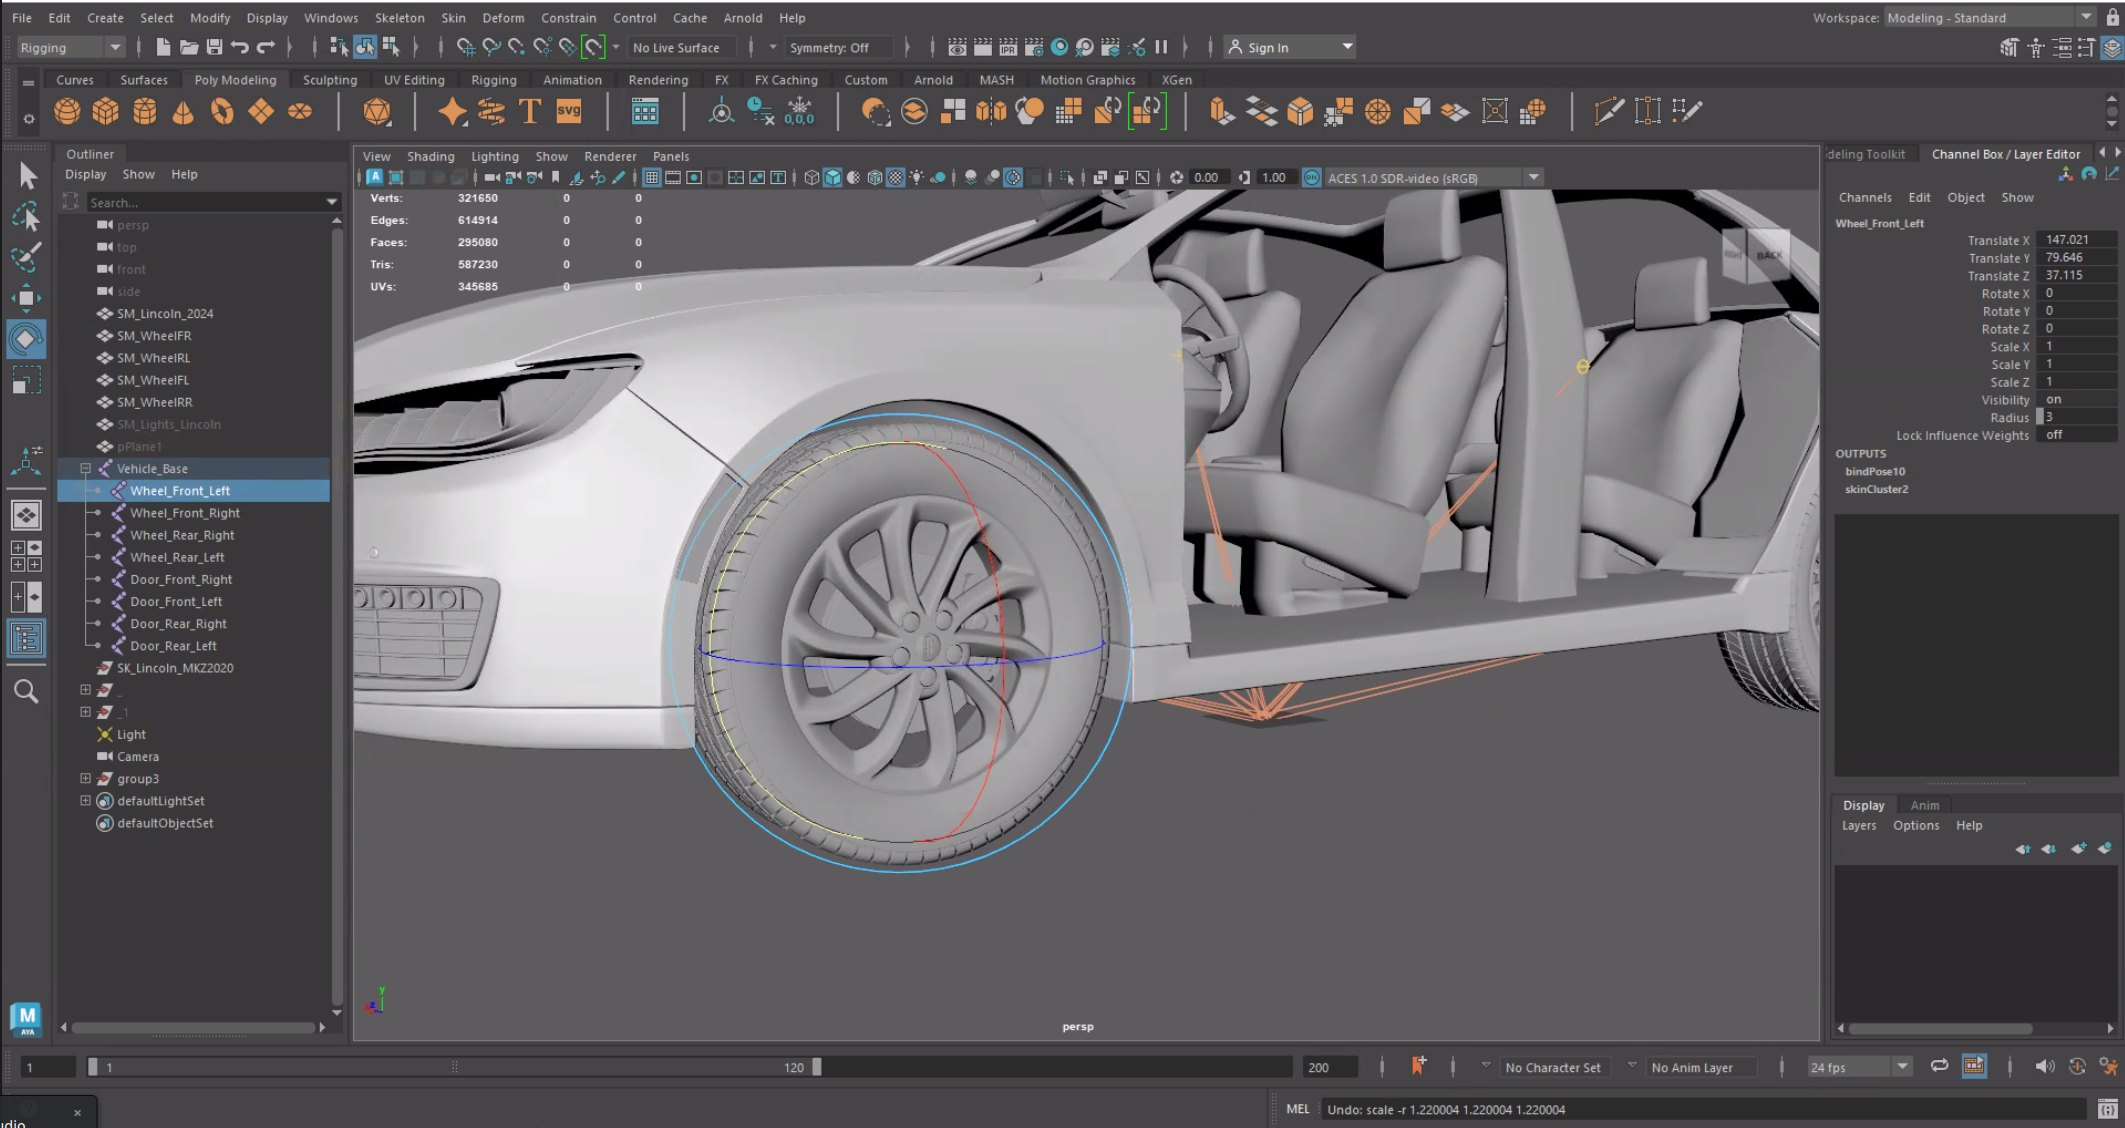 File Edit Create Select Modify Display Windows Skeleton Skin Deform Constrain Control Cache Arnold Help
Workspace: Modeling - Standard
Rigging
No Live Surface
Symmetry: Off
IPR
Sign In
Curves Surfaces Poly Modeling Sculpting UV Editing Rigging Animation Rendering FX FX Caching Custom Arnold MASH Motion Graphics XGen
T
svg
0,0,0
Outliner
Display Show Help
Search...
persp
top
front
side
SM_Lincoln_2024
SM_WheelFR
SM_WheelRL
SM_WheelFL
SM_WheelRR
SM_Lights_Lincoln
pPlane1
Vehicle_Base
Wheel_Front_Left
Wheel_Front_Right
Wheel_Rear_Right
Wheel_Rear_Left
Door_Front_Right
Door_Front_Left
Door_Rear_Right
Door_Rear_Left
SK_Lincoln_MKZ2020
_
_1
Light
Camera
group3
defaultLightSet
defaultObjectSet
M
AYA
View Shading Lighting Show Renderer Panels
A
T
0.00
1.00
ON
ACES 1.0 SDR-video (sRGB)
Verts: 321650 0 0
Edges: 614914 0 0
Faces: 295080 0 0
Tris: 587230 0 0
UVs: 345685 0 0
RIGHT
BACK
y
z
persp
deling Toolkit
Channel Box / Layer Editor
Channels Edit Object Show
Wheel_Front_Left
Translate X 147.021
Translate Y 79.646
Translate Z 37.115
Rotate X 0
Rotate Y 0
Rotate Z 0
Scale X 1
Scale Y 1
Scale Z 1
Visibility on
Radius 3
Lock Influence Weights off
OUTPUTS
bindPose10
skinCluster2
Display Anim
Layers Options Help
1
1
120
200
No Character Set
No Anim Layer
24 fps
MEL
Undo: scale -r 1.220004 1.220004 1.220004
udio